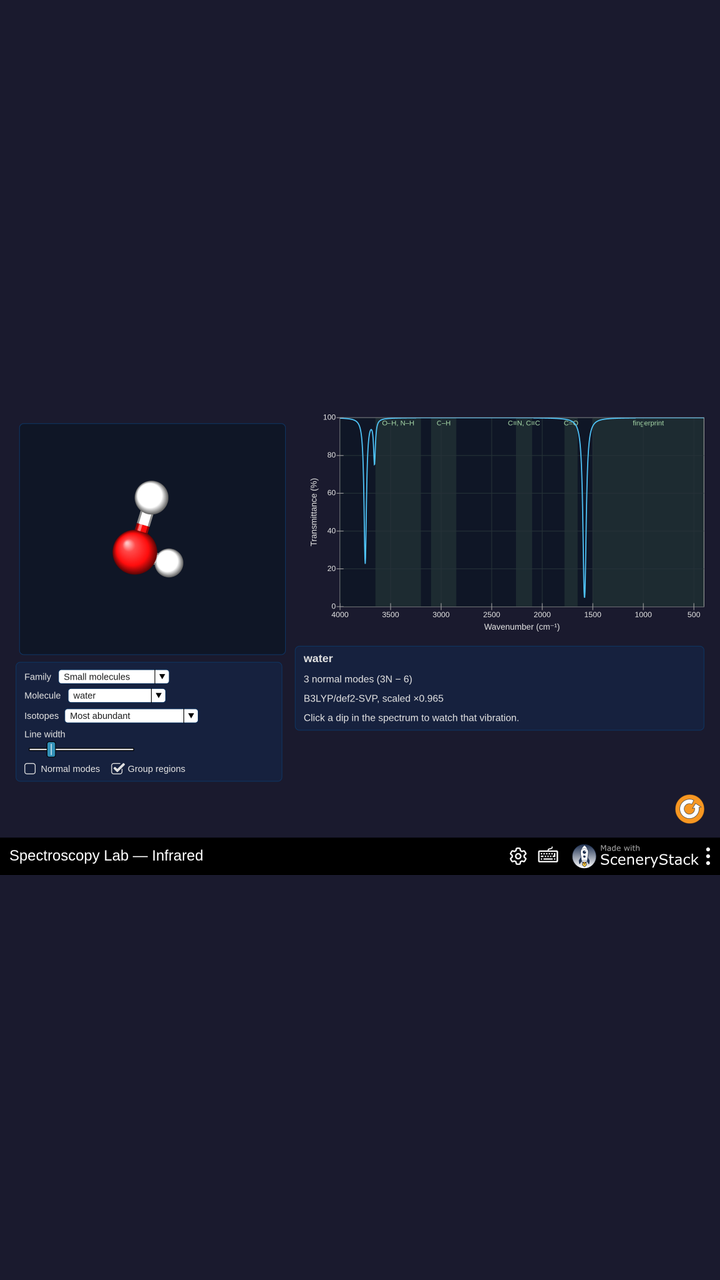 100
80
60
40
20
0
Transmittance (%)
O–H, N–H
C–H
C≡N, C≡C
C=O
fingerprint
4000
3500
3000
2500
2000
1500
1000
500
Wavenumber (cm⁻¹)
water
3 normal modes (3N − 6)
B3LYP/def2-SVP, scaled ×0.965
Click a dip in the spectrum to watch that vibration.
Family Small molecules
Molecule water
Isotopes Most abundant
Line width
Normal modes Group regions
Spectroscopy Lab — Infrared
Made with
SceneryStack